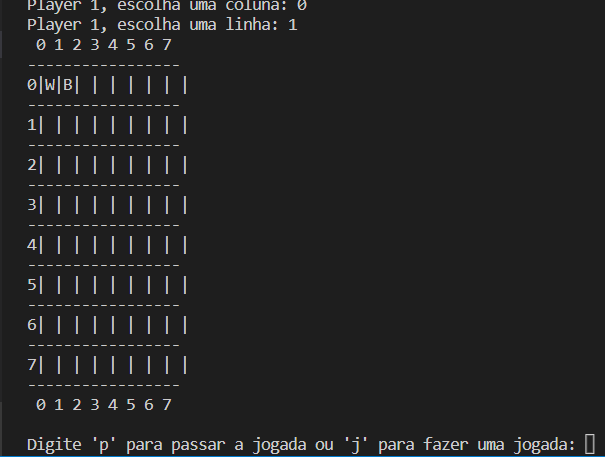 Player 1, escolha uma coluna: 0
Player 1, escolha uma linha: 1
 0 1 2 3 4 5 6 7
-----------------
0|W|B| | | | | | |
-----------------
1| | | | | | | | |
-----------------
2| | | | | | | | |
-----------------
3| | | | | | | | |
-----------------
4| | | | | | | | |
-----------------
5| | | | | | | | |
-----------------
6| | | | | | | | |
-----------------
7| | | | | | | | |
-----------------
 0 1 2 3 4 5 6 7
Digite 'p' para passar a jogada ou 'j' para fazer uma jogada: